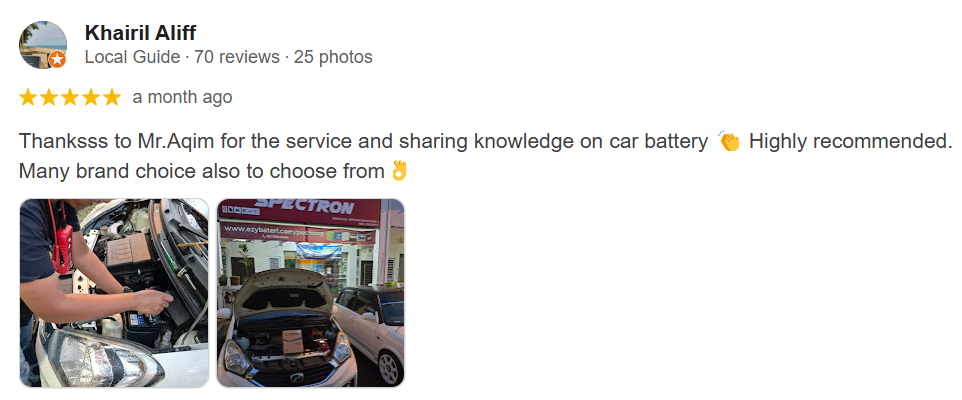 Khairil Aliff
Local Guide · 70 reviews · 25 photos
a month ago
Thanksss to Mr.Aqim for the service and sharing knowledge on car battery 👏 Highly recommended.
Many brand choice also to choose from👌
SPECTRON
www.ezybateri.com/puchong